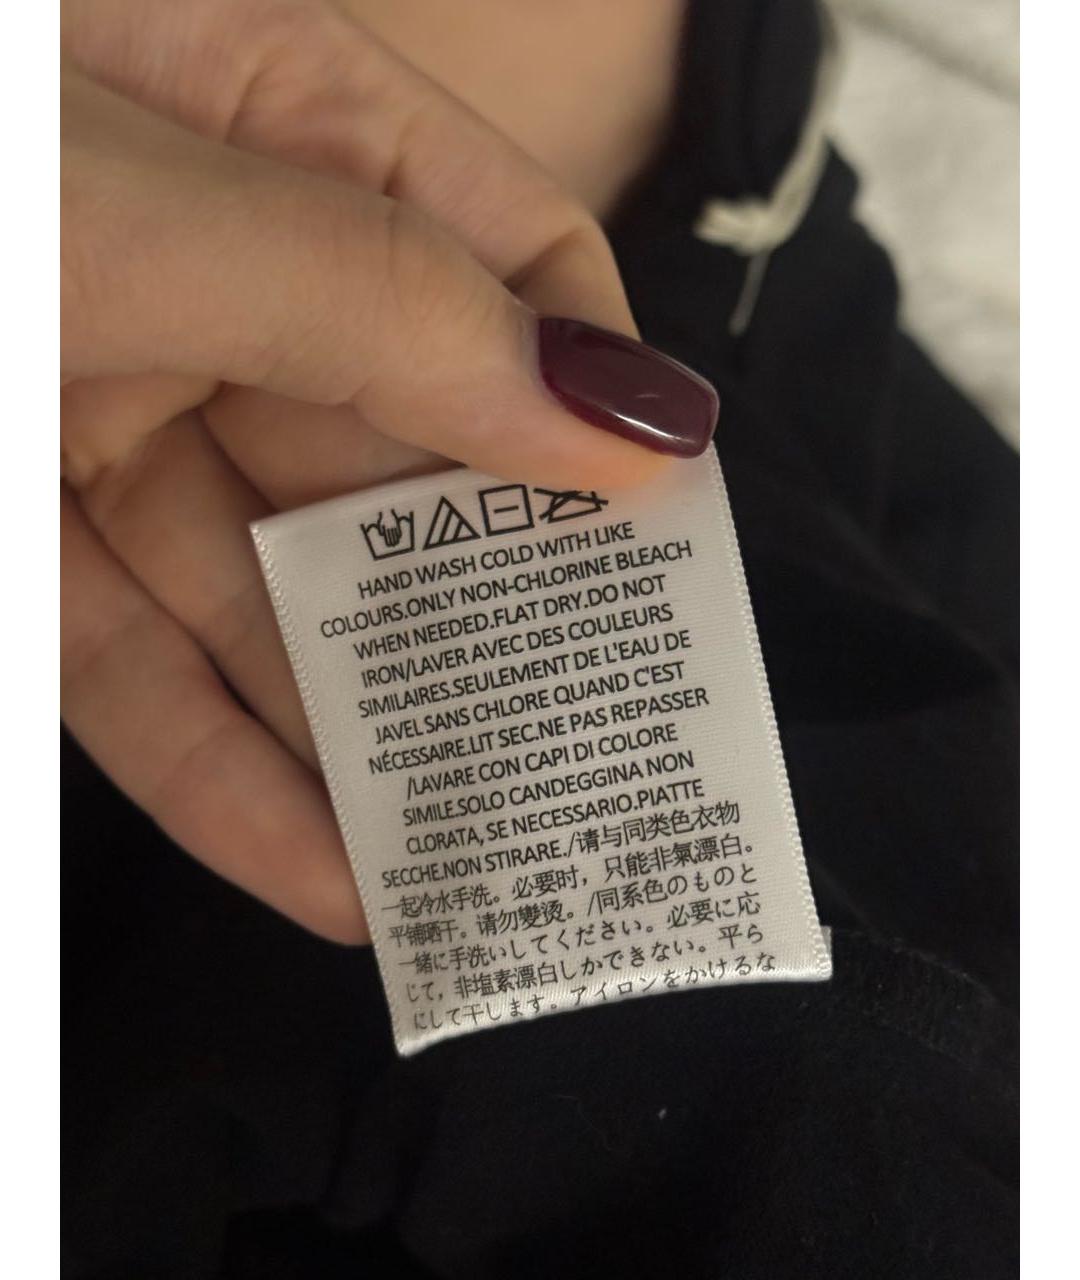 HAND WASH COLD WITH LIKE
COLOURS.ONLY NON-CHLORINE BLEACH
WHEN NEEDED.FLAT DRY.DO NOT
IRON/LAVER AVEC DES COULEURS
SIMILAIRES.SEULEMENT DE L'EAU DE
JAVEL SANS CHLORE QUAND C'EST
NÉCESSAIRE.LIT SEC.NE PAS REPASSER
/LAVARE CON CAPI DI COLORE
SIMILE.SOLO CANDEGGINA NON
CLORATA, SE NECESSARIO.PIATTE
SECCHE.NON STIRARE./请与同类色衣物
一起冷水手洗。必要时，只能非氣漂白。
平铺晒干。请勿變烫。/同系色のものと
一緒に手洗いしてください。必要に応
じて，非塩素漂白しかできない。平ら
にして干します。アイロンをかけるな